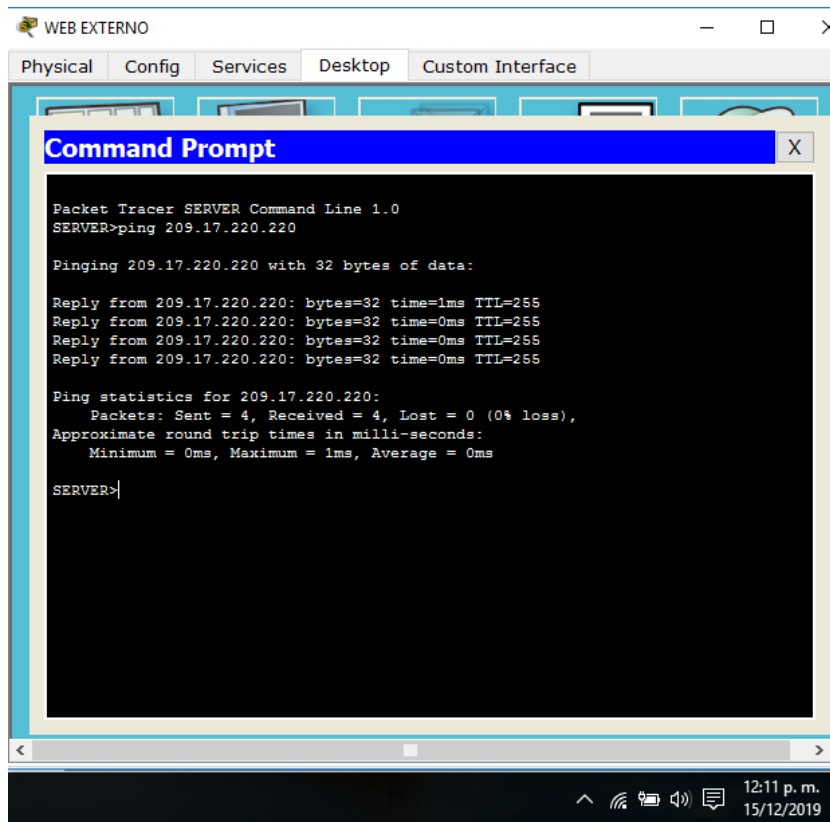 WEB EXTERNO
Physical Config Services Desktop Custom Interface
Command Prompt X
Packet Tracer SERVER Command Line 1.0
SERVER>ping 209.17.220.220
Pinging 209.17.220.220 with 32 bytes of data:
Reply from 209.17.220.220: bytes=32 time=1ms TTL=255
Reply from 209.17.220.220: bytes=32 time=0ms TTL=255
Reply from 209.17.220.220: bytes=32 time=0ms TTL=255
Reply from 209.17.220.220: bytes=32 time=0ms TTL=255
Ping statistics for 209.17.220.220:
    Packets: Sent = 4, Received = 4, Lost = 0 (0% loss),
Approximate round trip times in milli-seconds:
    Minimum = 0ms, Maximum = 1ms, Average = 0ms
SERVER>
12:11 p. m.
15/12/2019